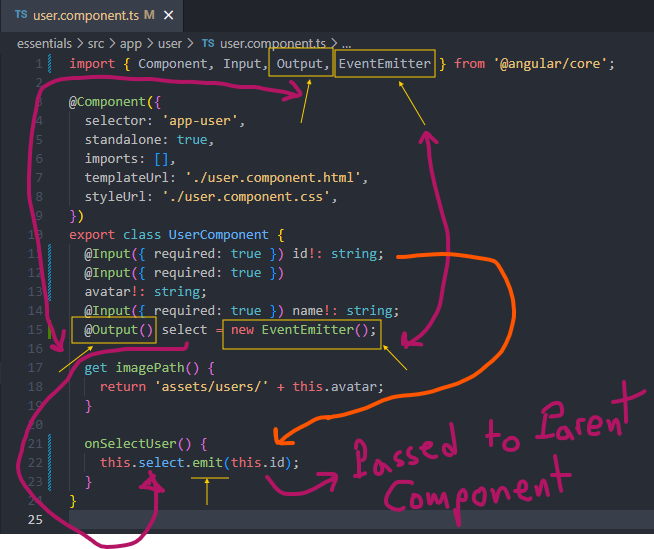 TS user.component.ts M ×
essentials > src > app > user > TS user.component.ts > ...
1 import { Component, Input, Output, EventEmitter } from '@angular/core';
2
3 @Component({
4 selector: 'app-user',
5 standalone: true,
6 imports: [],
7 templateUrl: './user.component.html',
8 styleUrl: './user.component.css',
9 })
10 export class UserComponent {
11 @Input({ required: true }) id!: string;
12 @Input({ required: true })
13 avatar!: string;
14 @Input({ required: true }) name!: string;
15 @Output() select = new EventEmitter();
16
17 get imagePath() {
18 return 'assets/users/' + this.avatar;
19 }
20
21 onSelectUser() {
22 this.select.emit(this.id);
23 }
24 }
25
Passed to Parent
Component